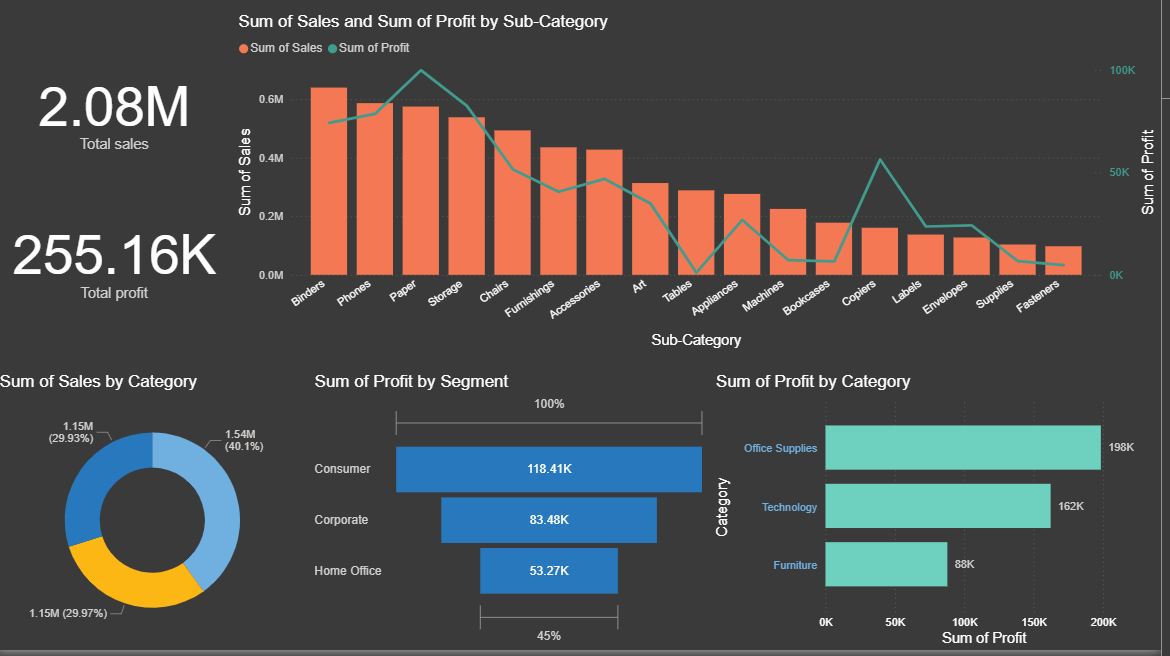 2.08M
Total sales
255.16K
Total profit
Sum of Sales and Sum of Profit by Sub-Category
Sum of Sales Sum of Profit
Sum of Sales
0.6M
0.4M
0.2M
0.0M
100K
50K
0K
Sum of Profit
Binders
Phones
Paper
Storage
Chairs
Furnishings
Accessories
Art
Tables
Appliances
Machines
Bookcases
Copiers
Labels
Envelopes
Supplies
Fasteners
Sub-Category
Sum of Sales by Category
1.15M
(29.93%)
1.54M
(40.1%)
1.15M (29.97%)
Sum of Profit by Segment
100%
Consumer 118.41K
Corporate 83.48K
Home Office 53.27K
45%
Sum of Profit by Category
Category
Office Supplies 198K
Technology 162K
Furniture 88K
0K 50K 100K 150K 200K
Sum of Profit